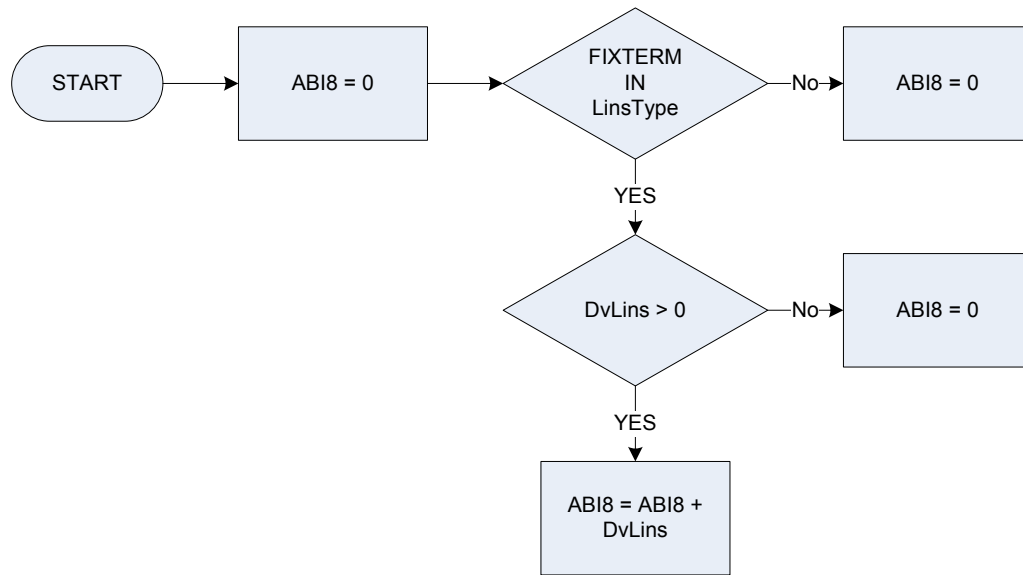 START
ABI8 = 0
FIXTERM
IN
LinsType
No
ABI8 = 0
YES
DvLins > 0
No
ABI8 = 0
YES
ABI8 = ABI8 +
DvLins